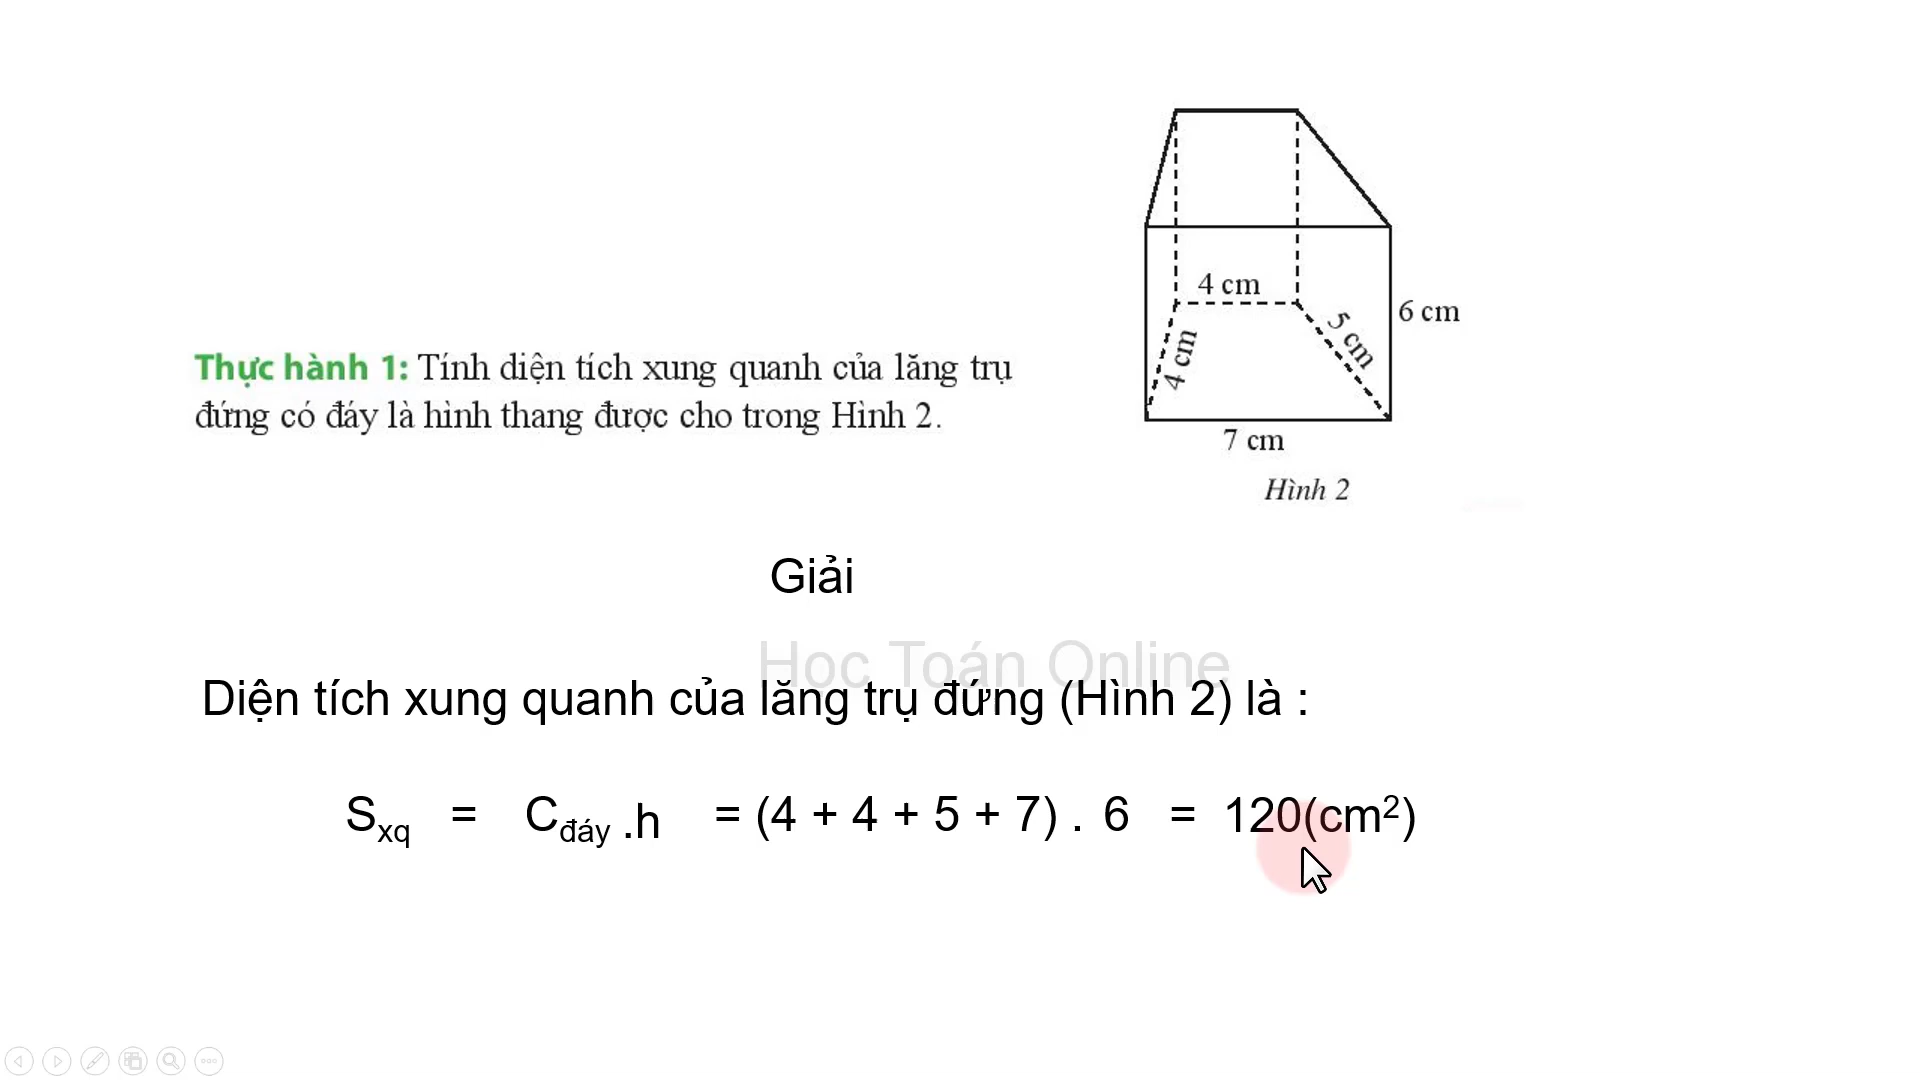 4 cm
6 cm
5 cm
4 cm
7 cm
Hình 2
Thực hành 1: Tính diện tích xung quanh của lăng trụ
đứng có đáy là hình thang được cho trong Hình 2.
Giải
Học Toán Online
Diện tích xung quanh của lăng trụ đứng (Hình 2) là :
Sxq = Cđáy .h = (4 + 4 + 5 + 7) . 6 = 120(cm²)